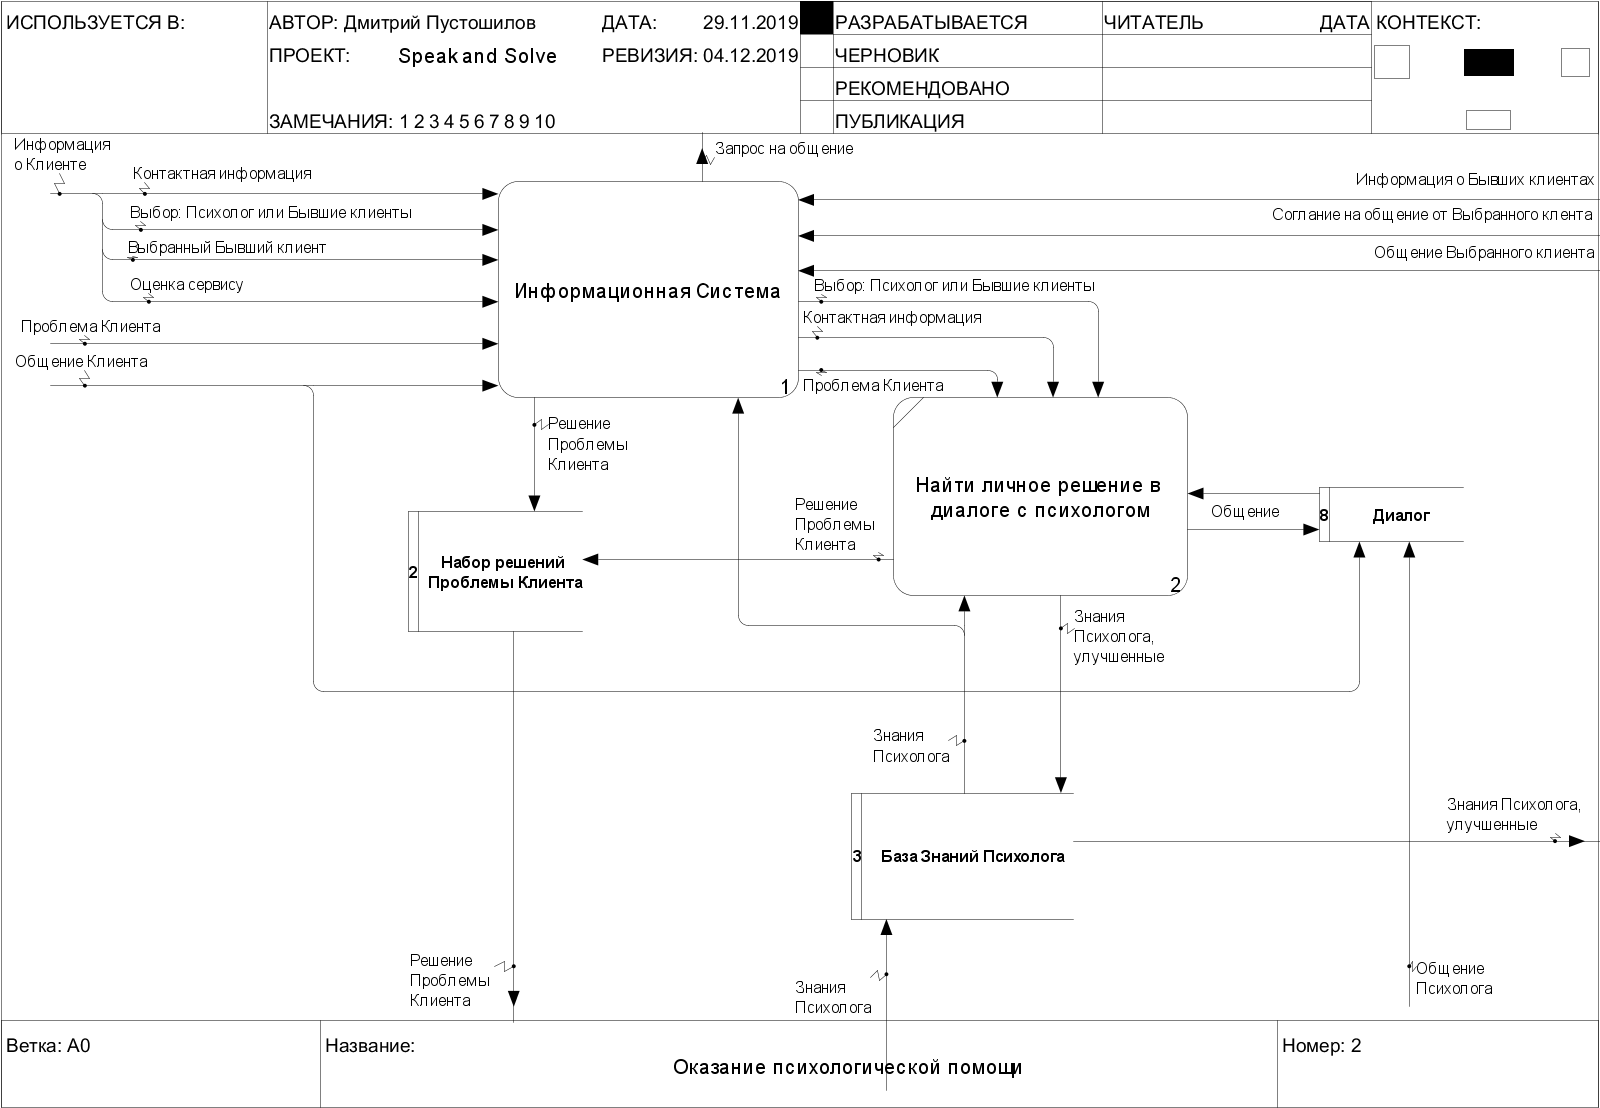 ИСПОЛЬЗУЕТСЯ В:
АВТОР: Дмитрий Пустошилов
ДАТА: 29.11.2019
ПРОЕКТ: Speak and Solve
РЕВИЗИЯ: 04.12.2019
ЗАМЕЧАНИЯ: 1 2 3 4 5 6 7 8 9 10
РАЗРАБАТЫВАЕТСЯ
ЧЕРНОВИК
РЕКОМЕНДОВАНО
ПУБЛИКАЦИЯ
ЧИТАТЕЛЬ
ДАТА
КОНТЕКСТ:
Информация
о Клиенте
Контактная информация
Выбор: Психолог или Бывшие клиенты
Выбранный Бывший клиент
Оценка сервису
Проблема Клиента
Общение Клиента
Запрос на общение
Информация о Бывших клиентах
Соглание на общение от Выбранного клента
Общение Выбранного клиента
Информационная Система
1
Выбор: Психолог или Бывшие клиенты
Контактная информация
Проблема Клиента
Решение
Проблемы
Клиента
Найти личное решение в
диалоге с психологом
2
Решение
Проблемы
Клиента
Общение
8
Диалог
2
Набор решений
Проблемы Клиента
Знания
Психолога,
улучшенные
Знания
Психолога
3
База Знаний Психолога
Знания Психолога,
улучшенные
Решение
Проблемы
Клиента
Знания
Психолога
Общение
Психолога
Ветка: A0
Название:
Оказание психологической помощи
Номер: 2